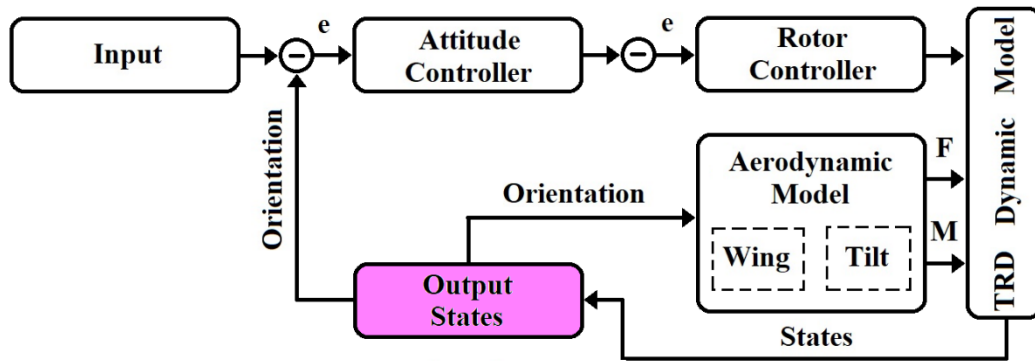 Input
e
Attitude
Controller
e
Rotor
Controller
TRD Dynamic Model
Orientation
Orientation
Aerodynamic
Model
Wing
Tilt
F
M
Output
States
States